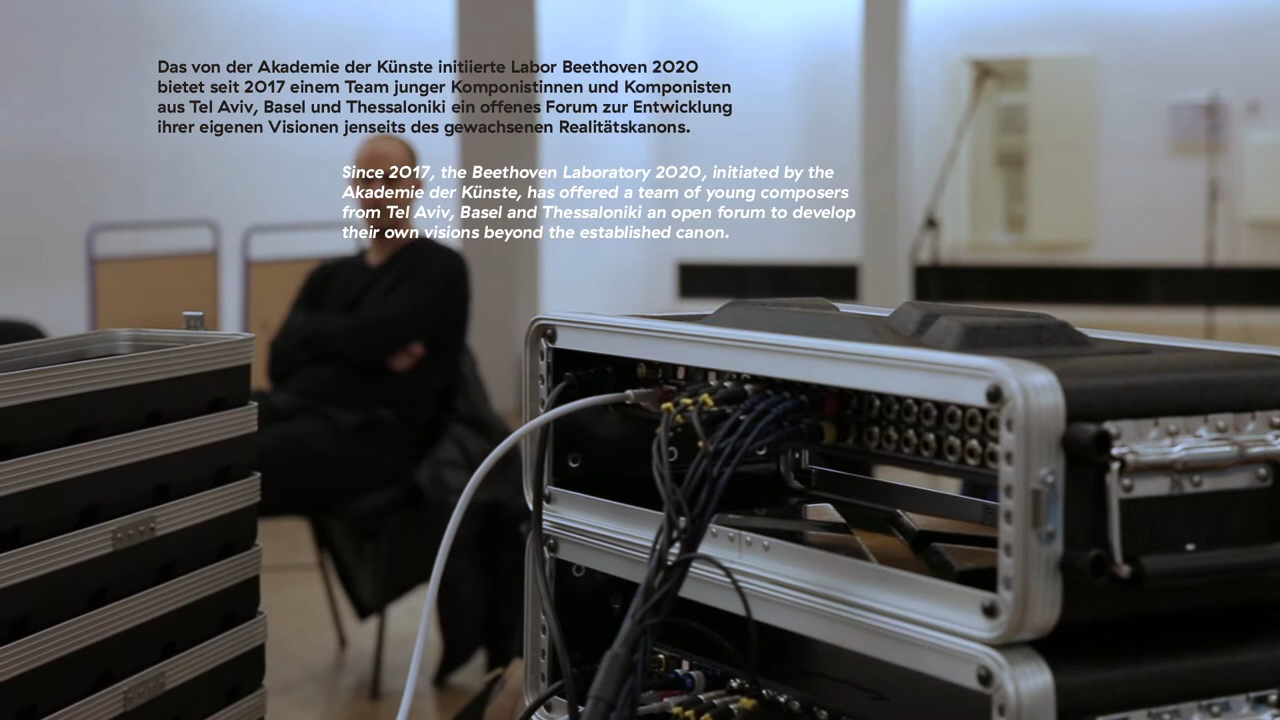 Das von der Akademie der Künste initiierte Labor Beethoven 2020
bietet seit 2017 einem Team junger Komponistinnen und Komponisten
aus Tel Aviv, Basel und Thessaloniki ein offenes Forum zur Entwicklung
ihrer eigenen Visionen jenseits des gewachsenen Realitätskanons.
Since 2017, the Beethoven Laboratory 2020, initiated by the
Akademie der Künste, has offered a team of young composers
from Tel Aviv, Basel and Thessaloniki an open forum to develop
their own visions beyond the established canon.